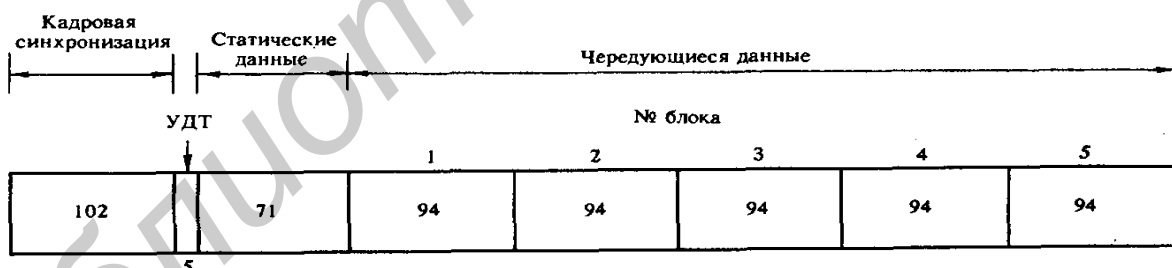 Кадровая
синхронизация
Статические
данные
Чередующиеся данные
УДТ
№ блока
1 2 3 4 5
102 71 94 94 94 94 94
5